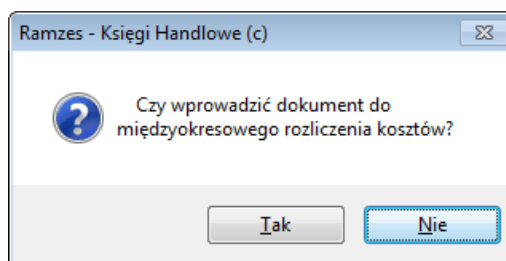 Ramzes - Księgi Handlowe (c)
?
Czy wprowadzić dokument do
międzyokresowego rozliczenia kosztów?
Tak
Nie